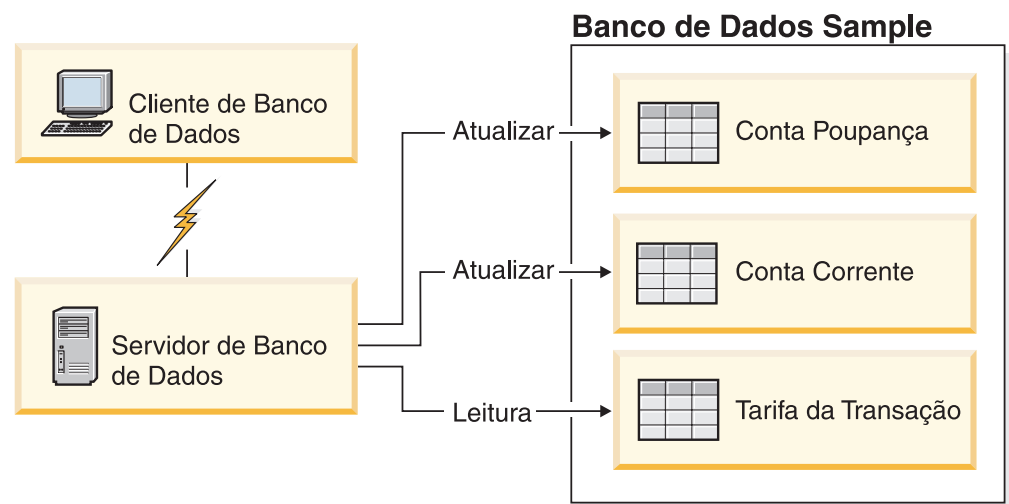 Banco de Dados Sample
Cliente de Banco
de Dados
Atualizar
Conta Poupança
Atualizar
Conta Corrente
Servidor de Banco
de Dados
Leitura
Tarifa da Transação